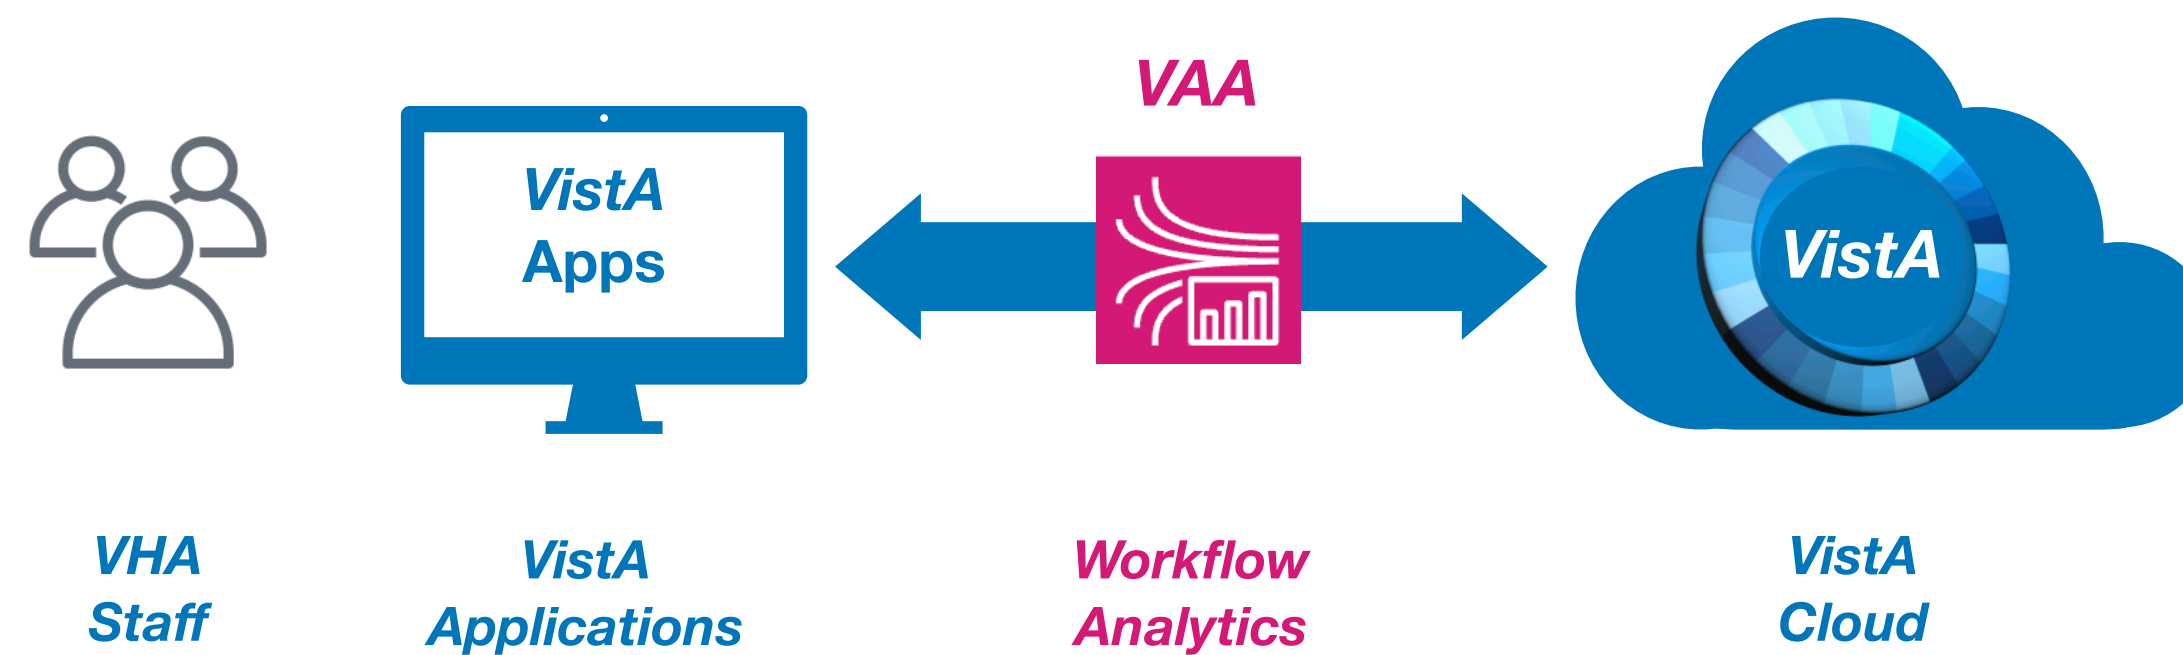 VAA
VistA
Apps
VistA
VHA
Staff
VistA
Applications
Workflow
Analytics
VistA
Cloud